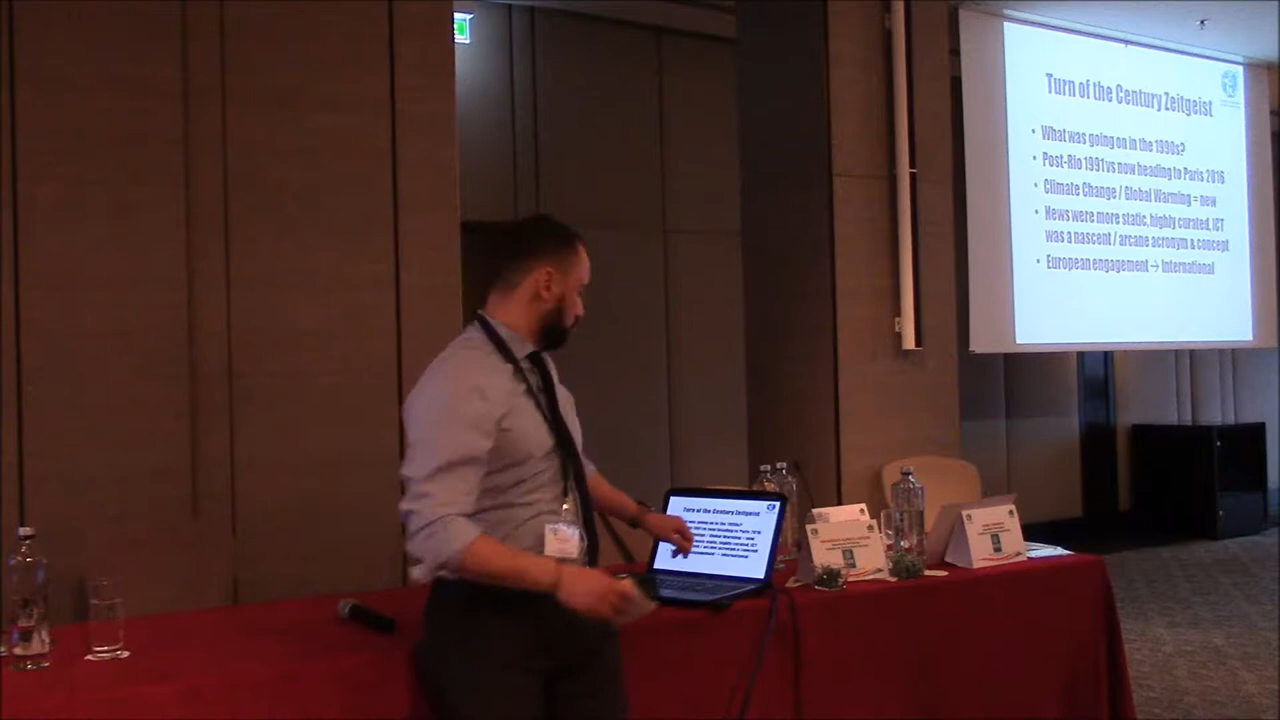 Turn of the Century Zeitgeist
• What was going on in the 1990s?
• Post-Rio 1991 vs now heading to Paris 2016
• Climate Change / Global Warming = new
• News were more static, highly curated, ICT
was a nascent / arcane acronym & concept
• European engagement → International
Turn of the Century Zeitgeist